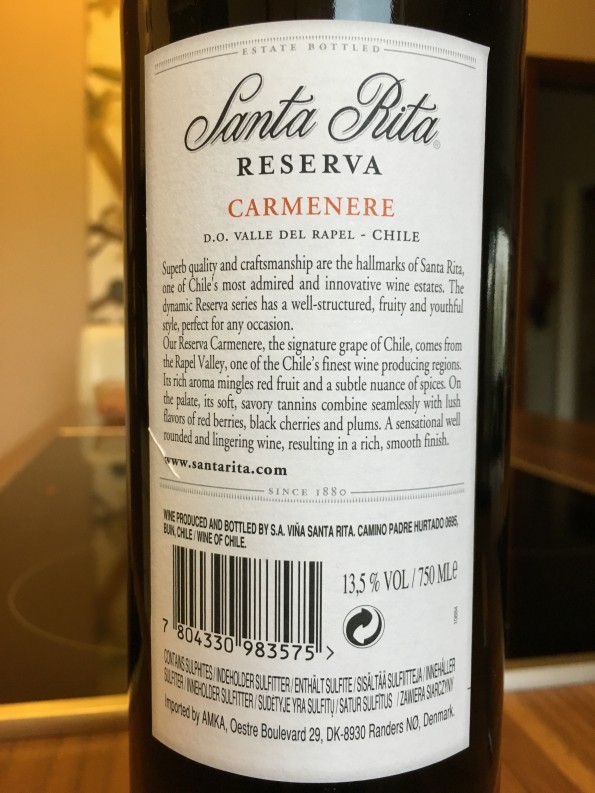 ESTATE BOTTLED
Santa Rita®
RESERVA
CARMENERE
D.O. VALLE DEL RAPEL - CHILE
Superb quality and craftsmanship are the hallmarks of Santa Rita,
one of Chile's most admired and innovative wine estates. The
dynamic Reserva series has a well-structured, fruity and youthful
style, perfect for any occasion.
Our Reserva Carmenere, the signature grape of Chile, comes from
the Rapel Valley, one of the Chile's finest wine producing regions.
Its rich aroma mingles red fruit and a subtle nuance of spices. On
the palate, its soft, savory tannins combine seamlessly with lush
flavors of red berries, black cherries and plums. A sensational well
rounded and lingering wine, resulting in a rich, smooth finish.
www.santarita.com
SINCE 1880
WINE PRODUCED AND BOTTLED BY S.A. VIÑA SANTA RITA. CAMINO PADRE HURTADO 0695,
BUIN, CHILE / WINE OF CHILE.
13,5 % VOL / 750 MLe
7 804330 983575 >
CONTAINS SULPHITES / INDEHOLDER SULFITTER / ENTHÄLT SULFITE / SISÄLTÄÄ SULFIITTEJA / INNEHÅLLER
SULFITER / INNEHOLDER SULFITTER / SUDĖTYJE YRA SULFITŲ / SATUR SULFĪTUS / ZAWIERA SIARCZYNY
Imported by AMKA, Oestre Boulevard 29, DK-8930 Randers NØ, Denmark.